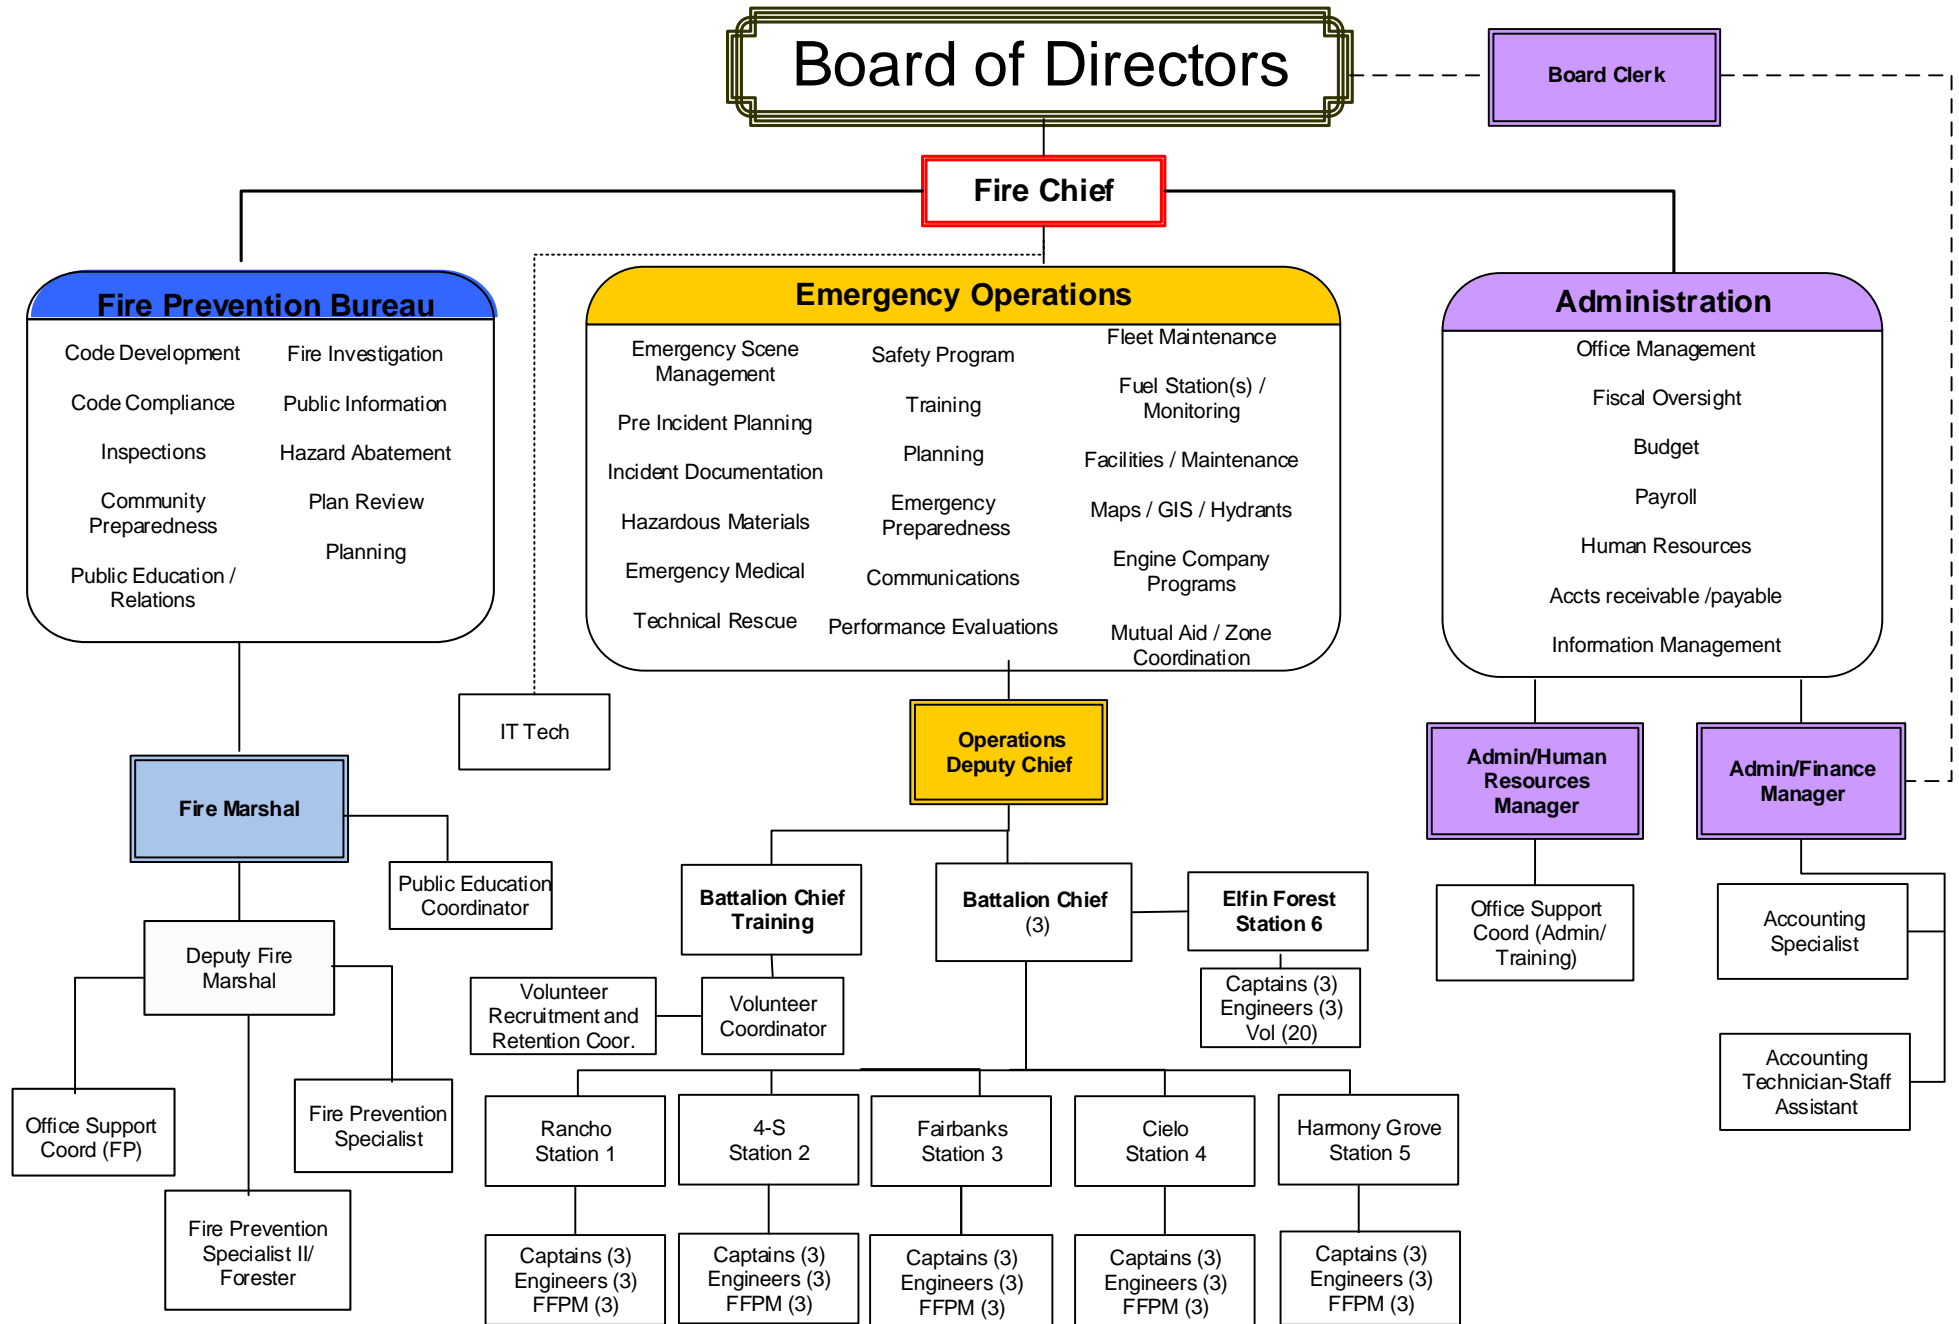 Board of Directors
Board Clerk
Fire Chief
Fire Prevention Bureau
Code Development
Code Compliance
Inspections
Community
Preparedness
Public Education /
Relations
Fire Investigation
Public Information
Hazard Abatement
Plan Review
Planning
Emergency Operations
Emergency Scene
Management
Pre Incident Planning
Incident Documentation
Hazardous Materials
Emergency Medical
Technical Rescue
Safety Program
Training
Planning
Emergency
Preparedness
Communications
Performance Evaluations
Fleet Maintenance
Fuel Station(s) /
Monitoring
Facilities / Maintenance
Maps / GIS / Hydrants
Engine Company
Programs
Mutual Aid / Zone
Coordination
Administration
Office Management
Fiscal Oversight
Budget
Payroll
Human Resources
Accts receivable /payable
Information Management
IT Tech
Fire Marshal
Public Education
Coordinator
Deputy Fire
Marshal
Office Support
Coord (FP)
Fire Prevention
Specialist
Fire Prevention
Specialist II/
Forester
Operations
Deputy Chief
Battalion Chief
Training
Volunteer
Coordinator
Volunteer
Recruitment and
Retention Coor.
Battalion Chief
(3)
Elfin Forest
Station 6
Captains (3)
Engineers (3)
Vol (20)
Rancho
Station 1
Captains (3)
Engineers (3)
FFPM (3)
4-S
Station 2
Captains (3)
Engineers (3)
FFPM (3)
Fairbanks
Station 3
Captains (3)
Engineers (3)
FFPM (3)
Cielo
Station 4
Captains (3)
Engineers (3)
FFPM (3)
Harmony Grove
Station 5
Captains (3)
Engineers (3)
FFPM (3)
Admin/Human
Resources
Manager
Office Support
Coord (Admin/
Training)
Admin/Finance
Manager
Accounting
Specialist
Accounting
Technician-Staff
Assistant